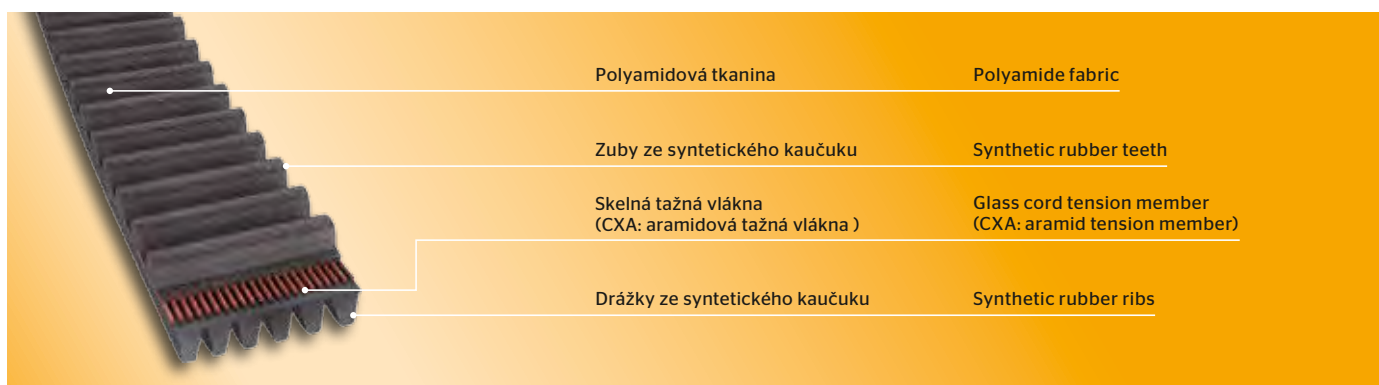 Polyamidová tkanina
Polyamide fabric
Zuby ze syntetického kaučuku
Synthetic rubber teeth
Skelná tažná vlákna
(CXA: aramidová tažná vlákna )
Glass cord tension member
(CXA: aramid tension member)
Drážky ze syntetického kaučuku
Synthetic rubber ribs